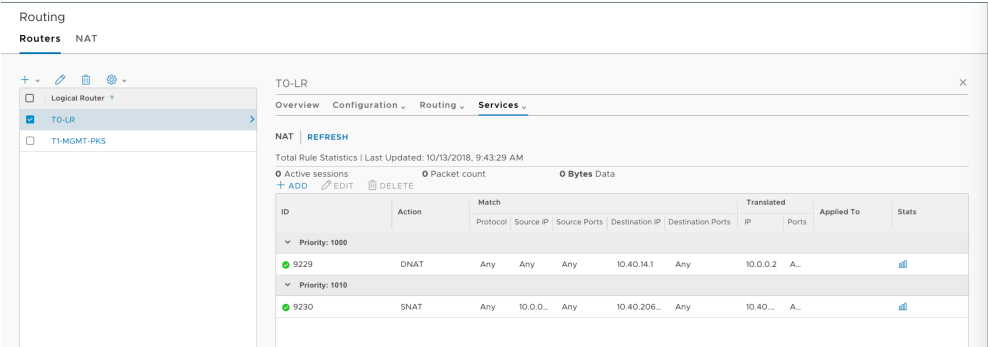 Routing
Routers NAT
Logical Router
T0-LR
T1-MGMT-PKS
T0-LR
Overview Configuration Routing Services
NAT | REFRESH
Total Rule Statistics | Last Updated: 10/13/2018, 9:43:29 AM
0 Active sessions 0 Packet count 0 Bytes Data
+ ADD EDIT DELETE
ID Action Match Translated Applied To Stats
Protocol Source IP Source Ports Destination IP Destination Ports IP Ports
Priority: 1000
9229 DNAT Any Any Any 10.40.14.1 Any 10.0.0.2 A...
Priority: 1010
9230 SNAT Any 10.0.0... Any 10.40.206... Any 10.40.... A...